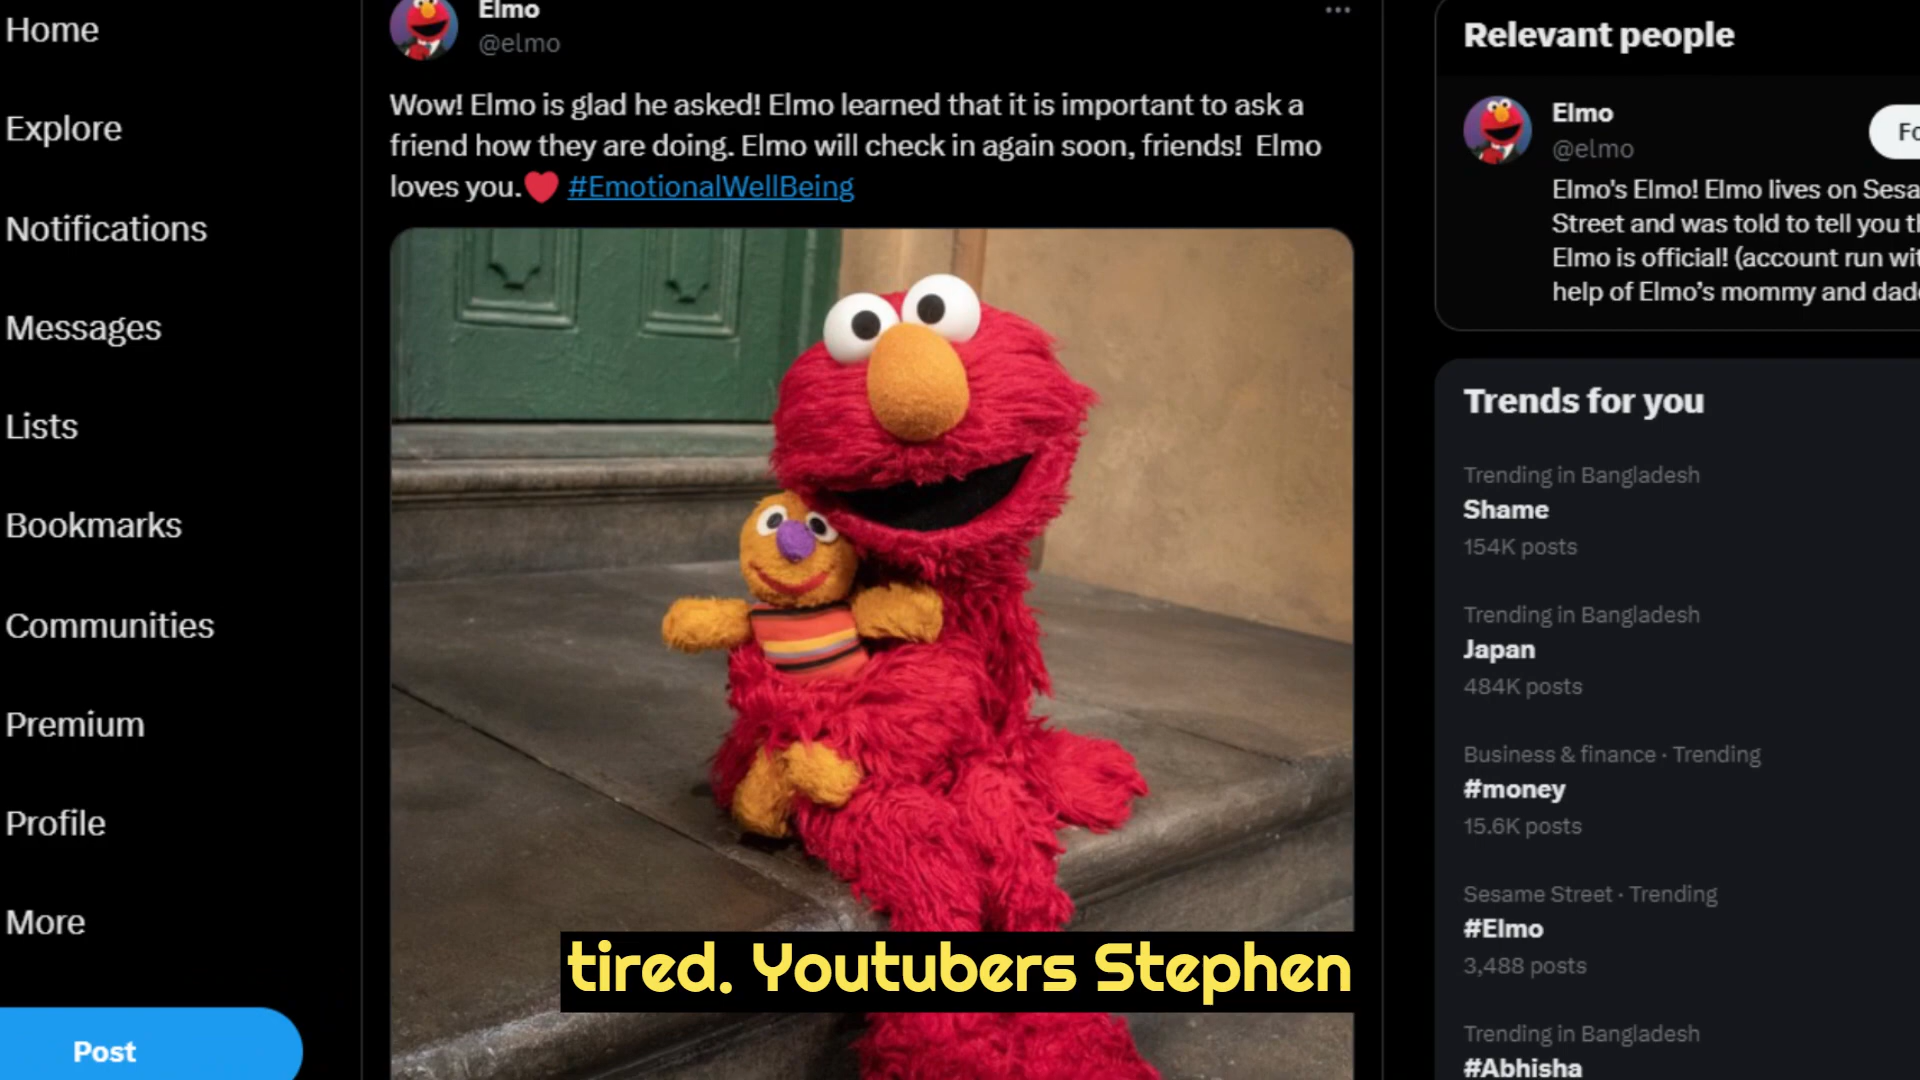 Home
Explore
Notifications
Messages
Lists
Bookmarks
Communities
Premium
Profile
More
Post
Elmo
@elmo
Wow! Elmo is glad he asked! Elmo learned that it is important to ask a
friend how they are doing. Elmo will check in again soon, friends! Elmo
loves you.❤️ #EmotionalWellBeing
tired. Youtubers Stephen
Relevant people
Elmo
@elmo
Elmo's Elmo! Elmo lives on Sesa
Street and was told to tell you th
Elmo is official! (account run wit
help of Elmo’s mommy and dadd
Trends for you
Trending in Bangladesh
Shame
154K posts
Trending in Bangladesh
Japan
484K posts
Business & finance · Trending
#money
15.6K posts
Sesame Street · Trending
#Elmo
3,488 posts
Trending in Bangladesh
#Abhisha